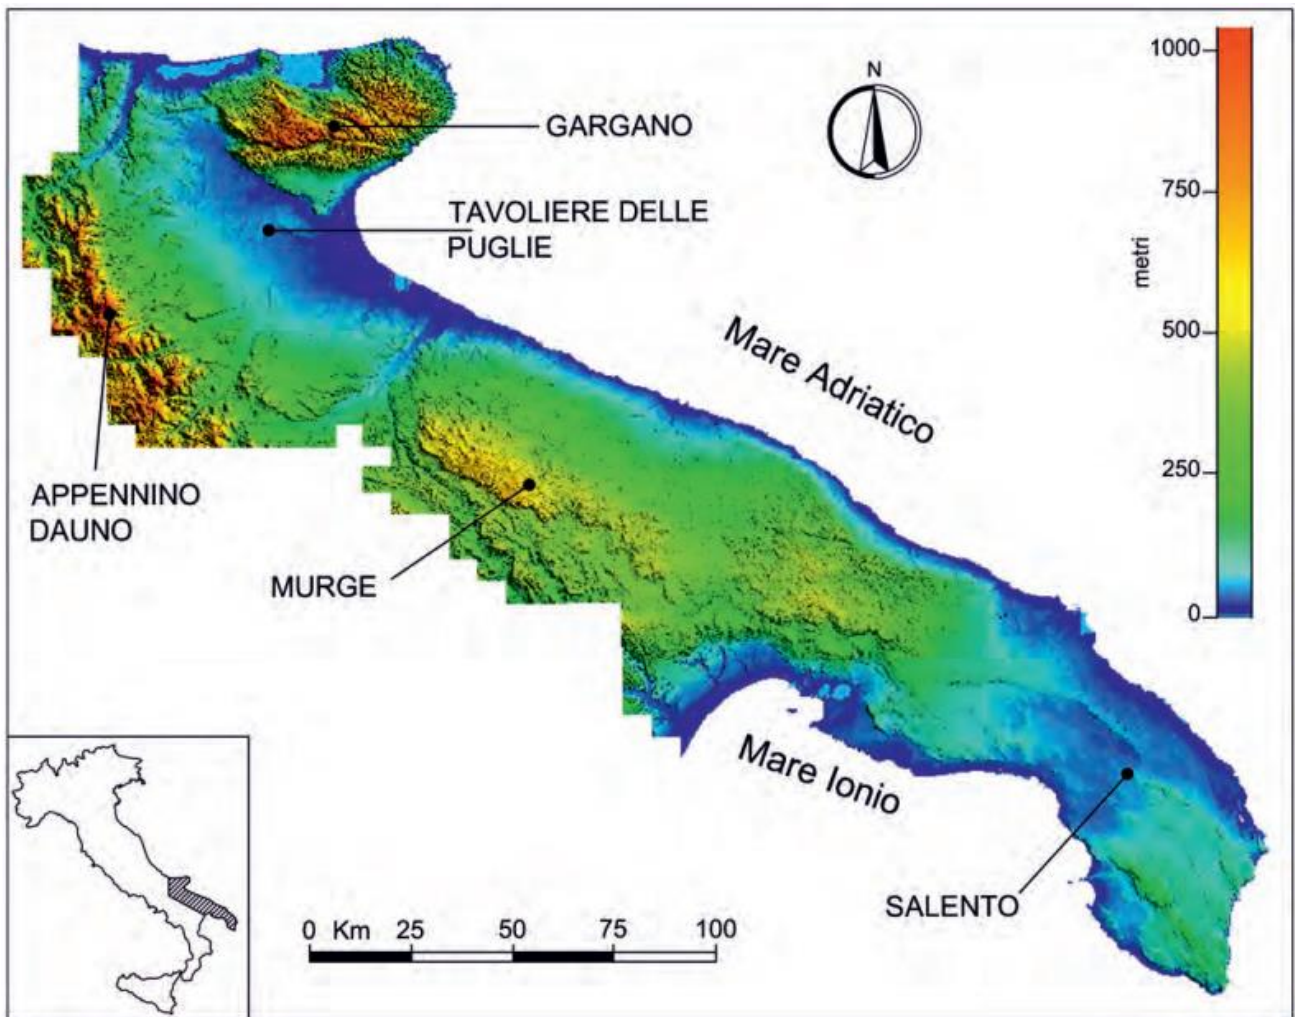 N
1000
GARGANO
750
TAVOLIERE DELLE
PUGLIE
metri
Mare Adriatico
500
250
APPENNINO
DAUNO
MURGE
0
Mare Ionio
SALENTO
0 Km 25 50 75 100